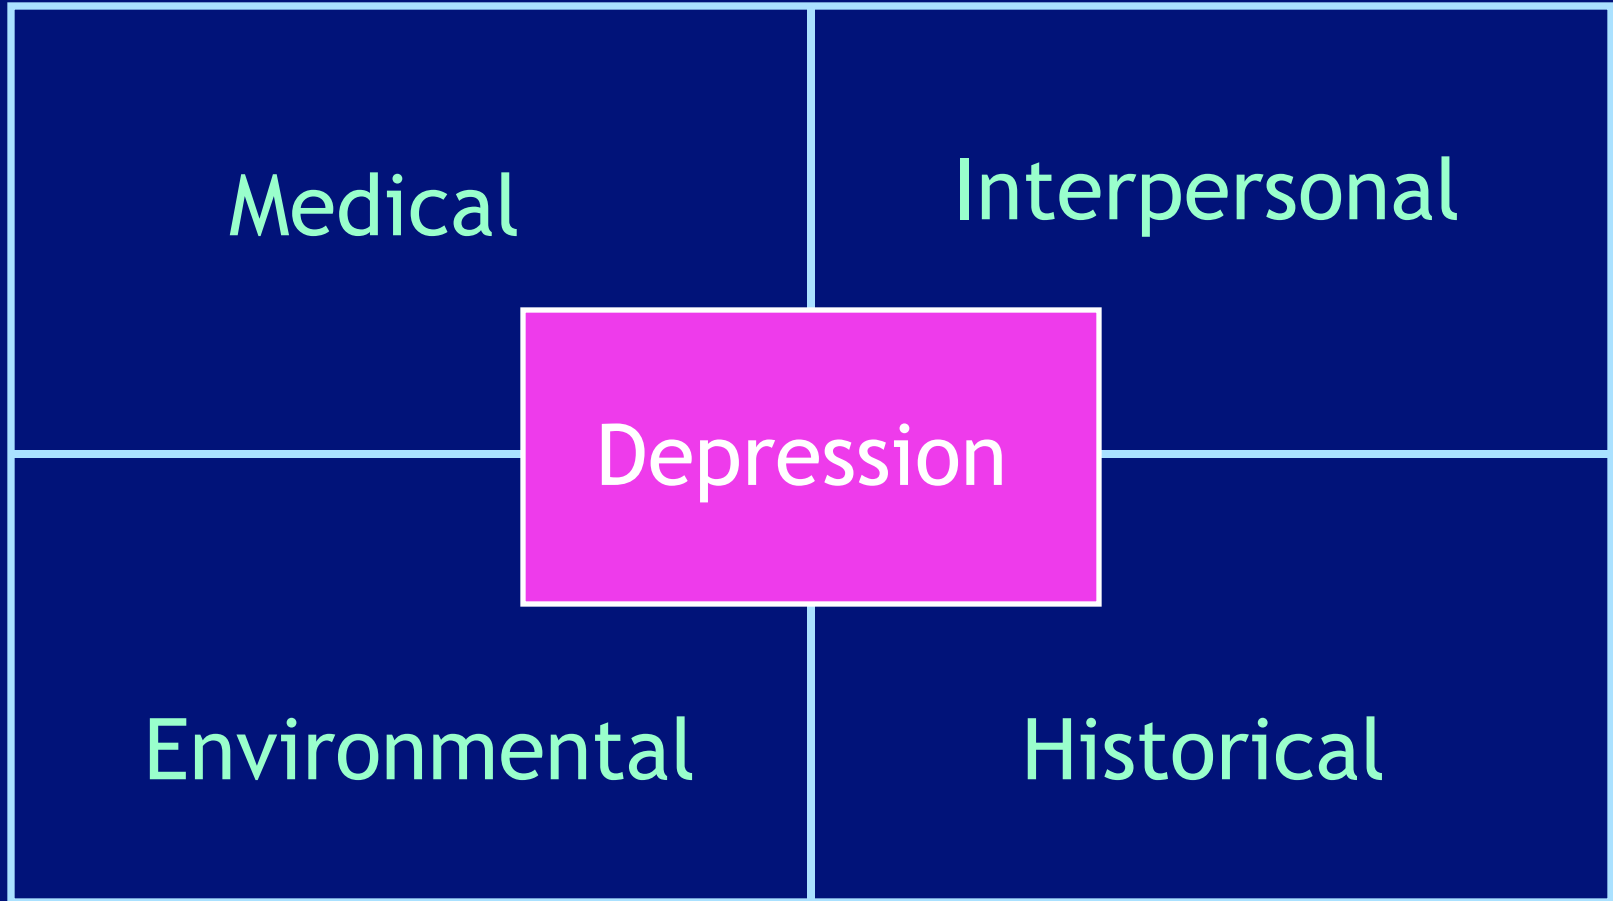 Medical
Interpersonal
Depression
Environmental
Historical